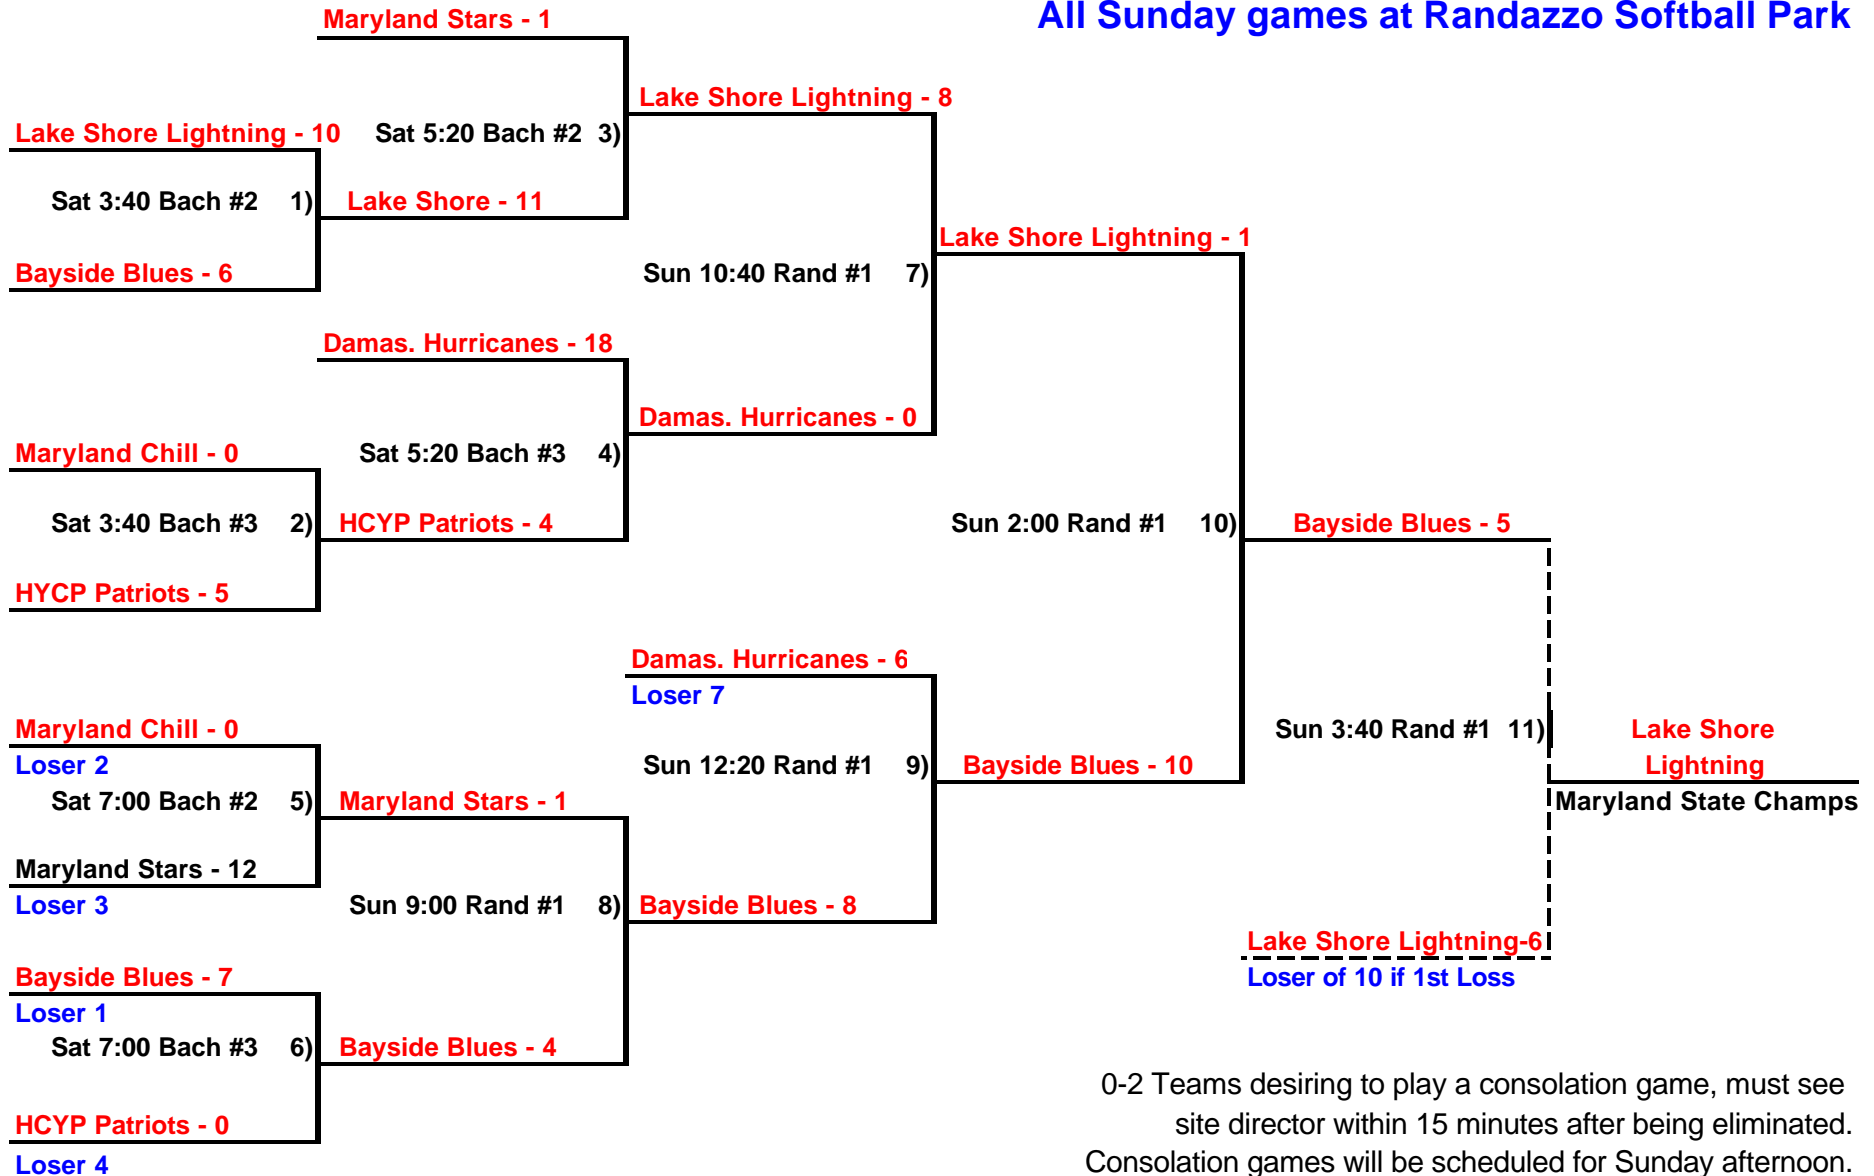 All Sunday games at Randazzo Softball Park
Maryland Stars - 1
Lake Shore Lightning - 8
Lake Shore Lightning - 10
Sat 5:20 Bach #2 3)
Sat 3:40 Bach #2 1)
Lake Shore - 11
Lake Shore Lightning - 1
Bayside Blues - 6
Sun 10:40 Rand #1 7)
Damas. Hurricanes - 18
Damas. Hurricanes - 0
Maryland Chill - 0
Sat 5:20 Bach #3 4)
Sat 3:40 Bach #3 2)
HCYP Patriots - 4
Sun 2:00 Rand #1 10)
Bayside Blues - 5
HYCP Patriots - 5
Damas. Hurricanes - 6
Loser 7
Maryland Chill - 0
Sun 3:40 Rand #1 11)
Lake Shore
Lightning
Loser 2
Sun 12:20 Rand #1 9)
Bayside Blues - 10
Sat 7:00 Bach #2 5)
Maryland Stars - 1
Maryland State Champs
Maryland Stars - 12
Loser 3
Sun 9:00 Rand #1 8)
Bayside Blues - 8
Lake Shore Lightning-6
Bayside Blues - 7
Loser of 10 if 1st Loss
Loser 1
Sat 7:00 Bach #3 6)
Bayside Blues - 4
HCYP Patriots - 0
Loser 4
0-2 Teams desiring to play a consolation game, must see
site director within 15 minutes after being eliminated.
Consolation games will be scheduled for Sunday afternoon.